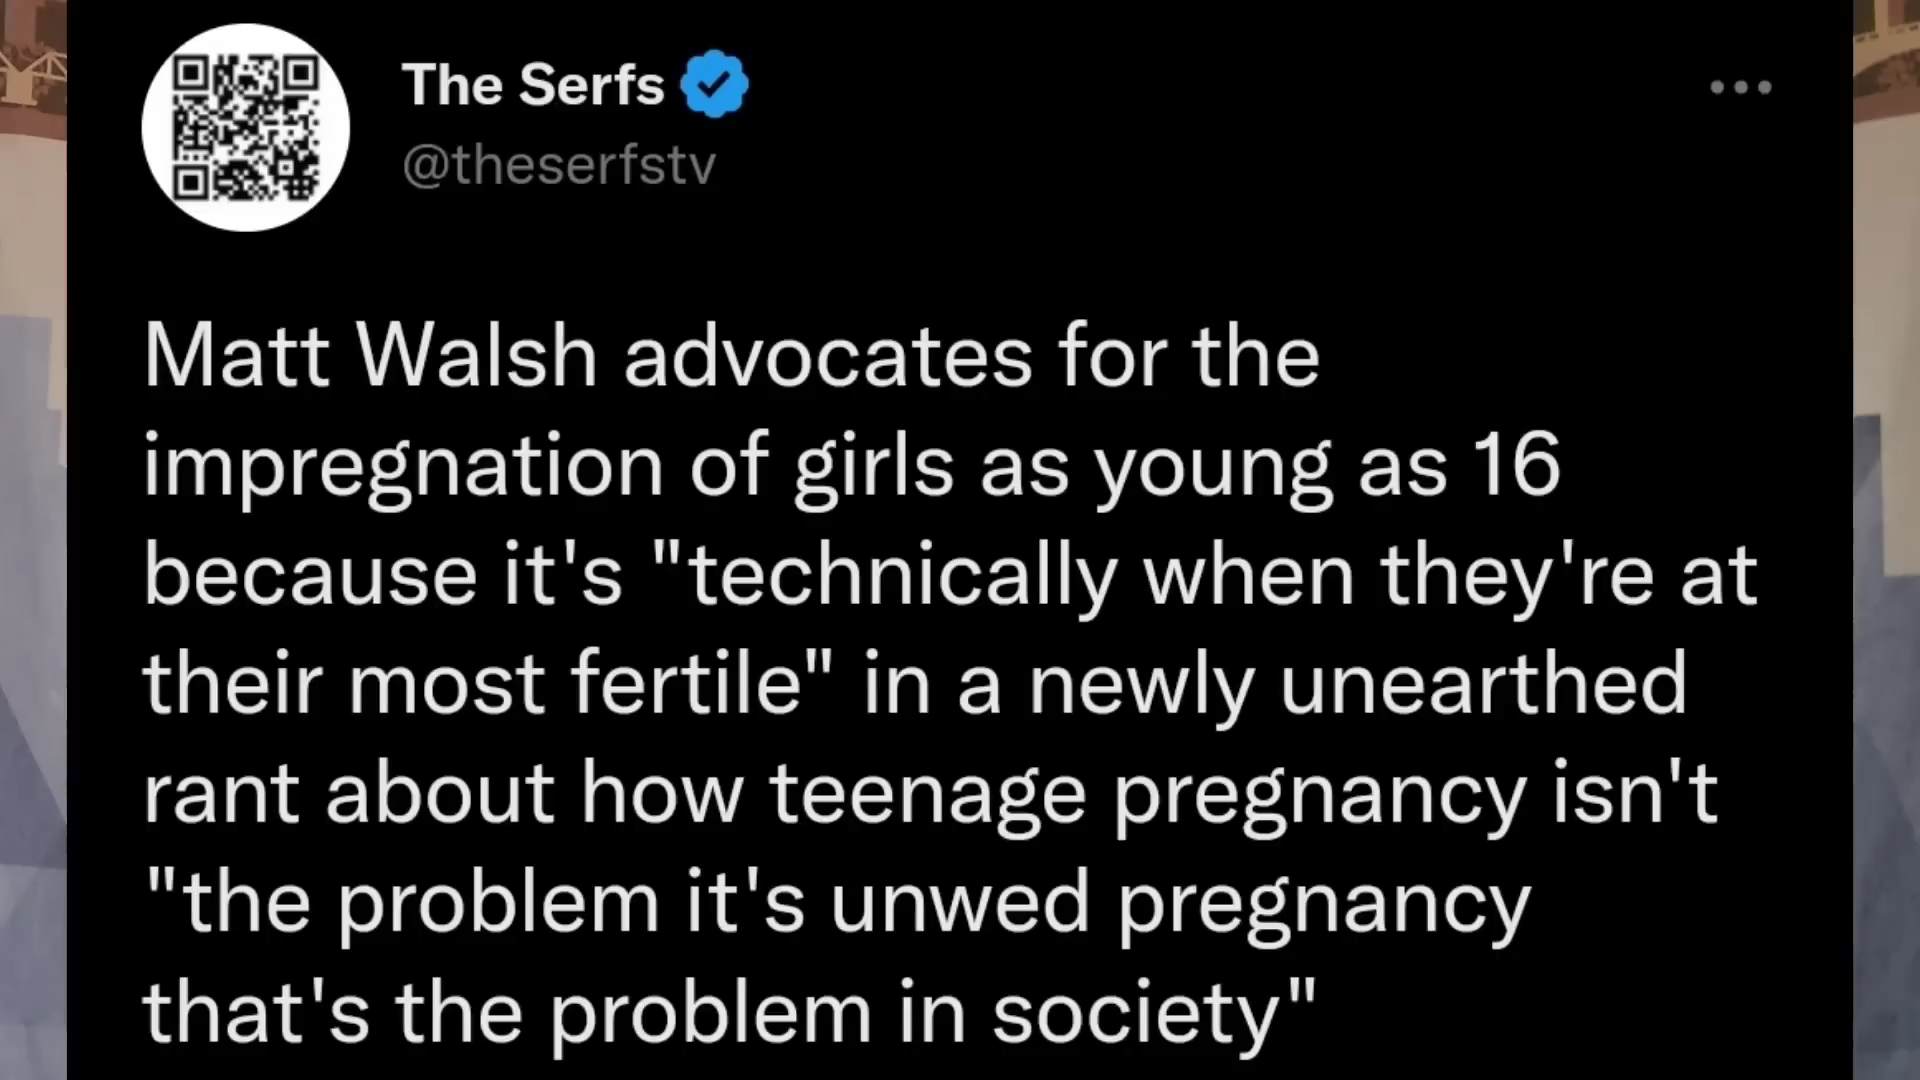 The Serfs
@theserfstv
Matt Walsh advocates for the
impregnation of girls as young as 16
because it's "technically when they're at
their most fertile" in a newly unearthed
rant about how teenage pregnancy isn't
"the problem it's unwed pregnancy
that's the problem in society"